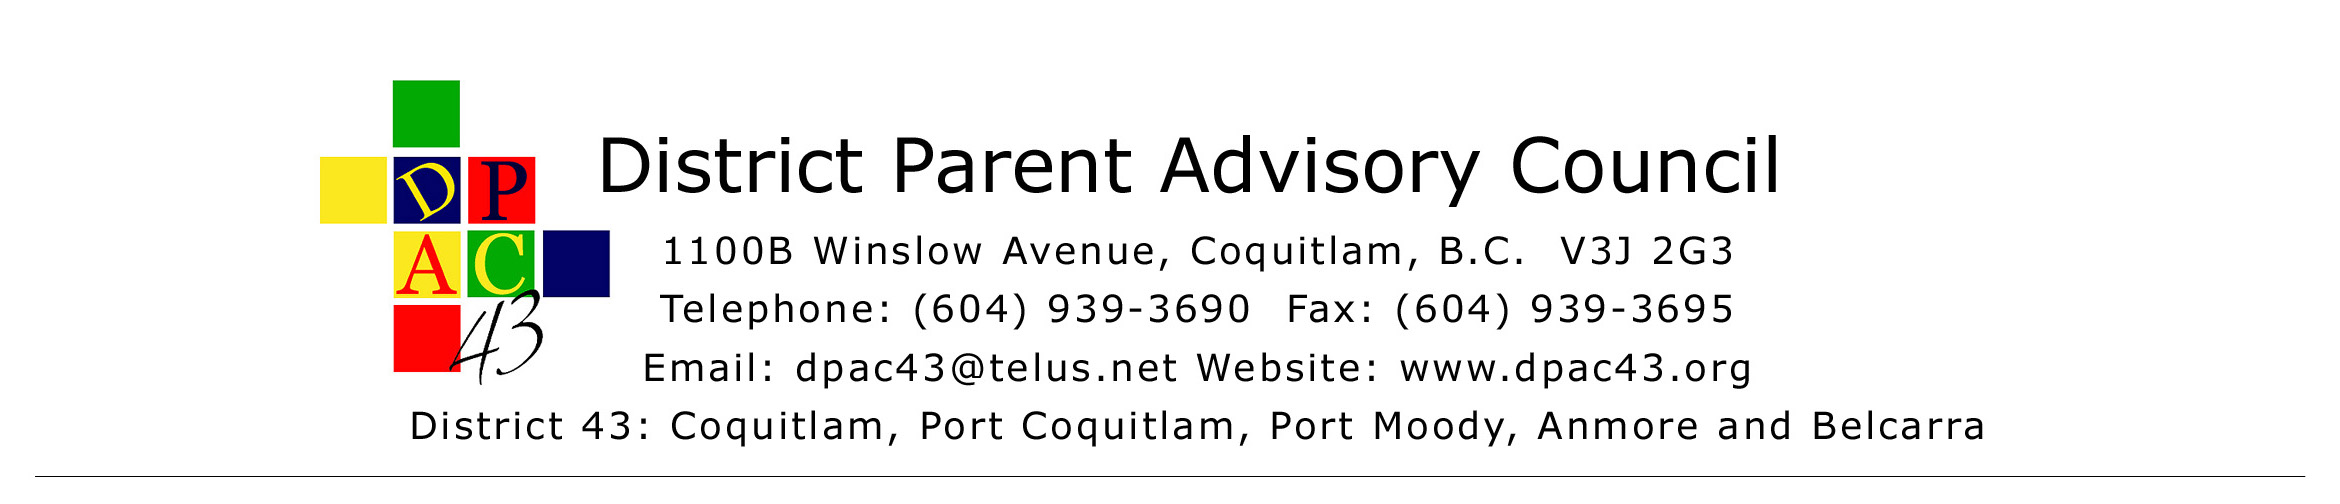 D P
A C
43
District Parent Advisory Council
1100B Winslow Avenue, Coquitlam, B.C.  V3J 2G3
Telephone: (604) 939-3690  Fax: (604) 939-3695
Email: dpac43@telus.net Website: www.dpac43.org
District 43: Coquitlam, Port Coquitlam, Port Moody, Anmore and Belcarra